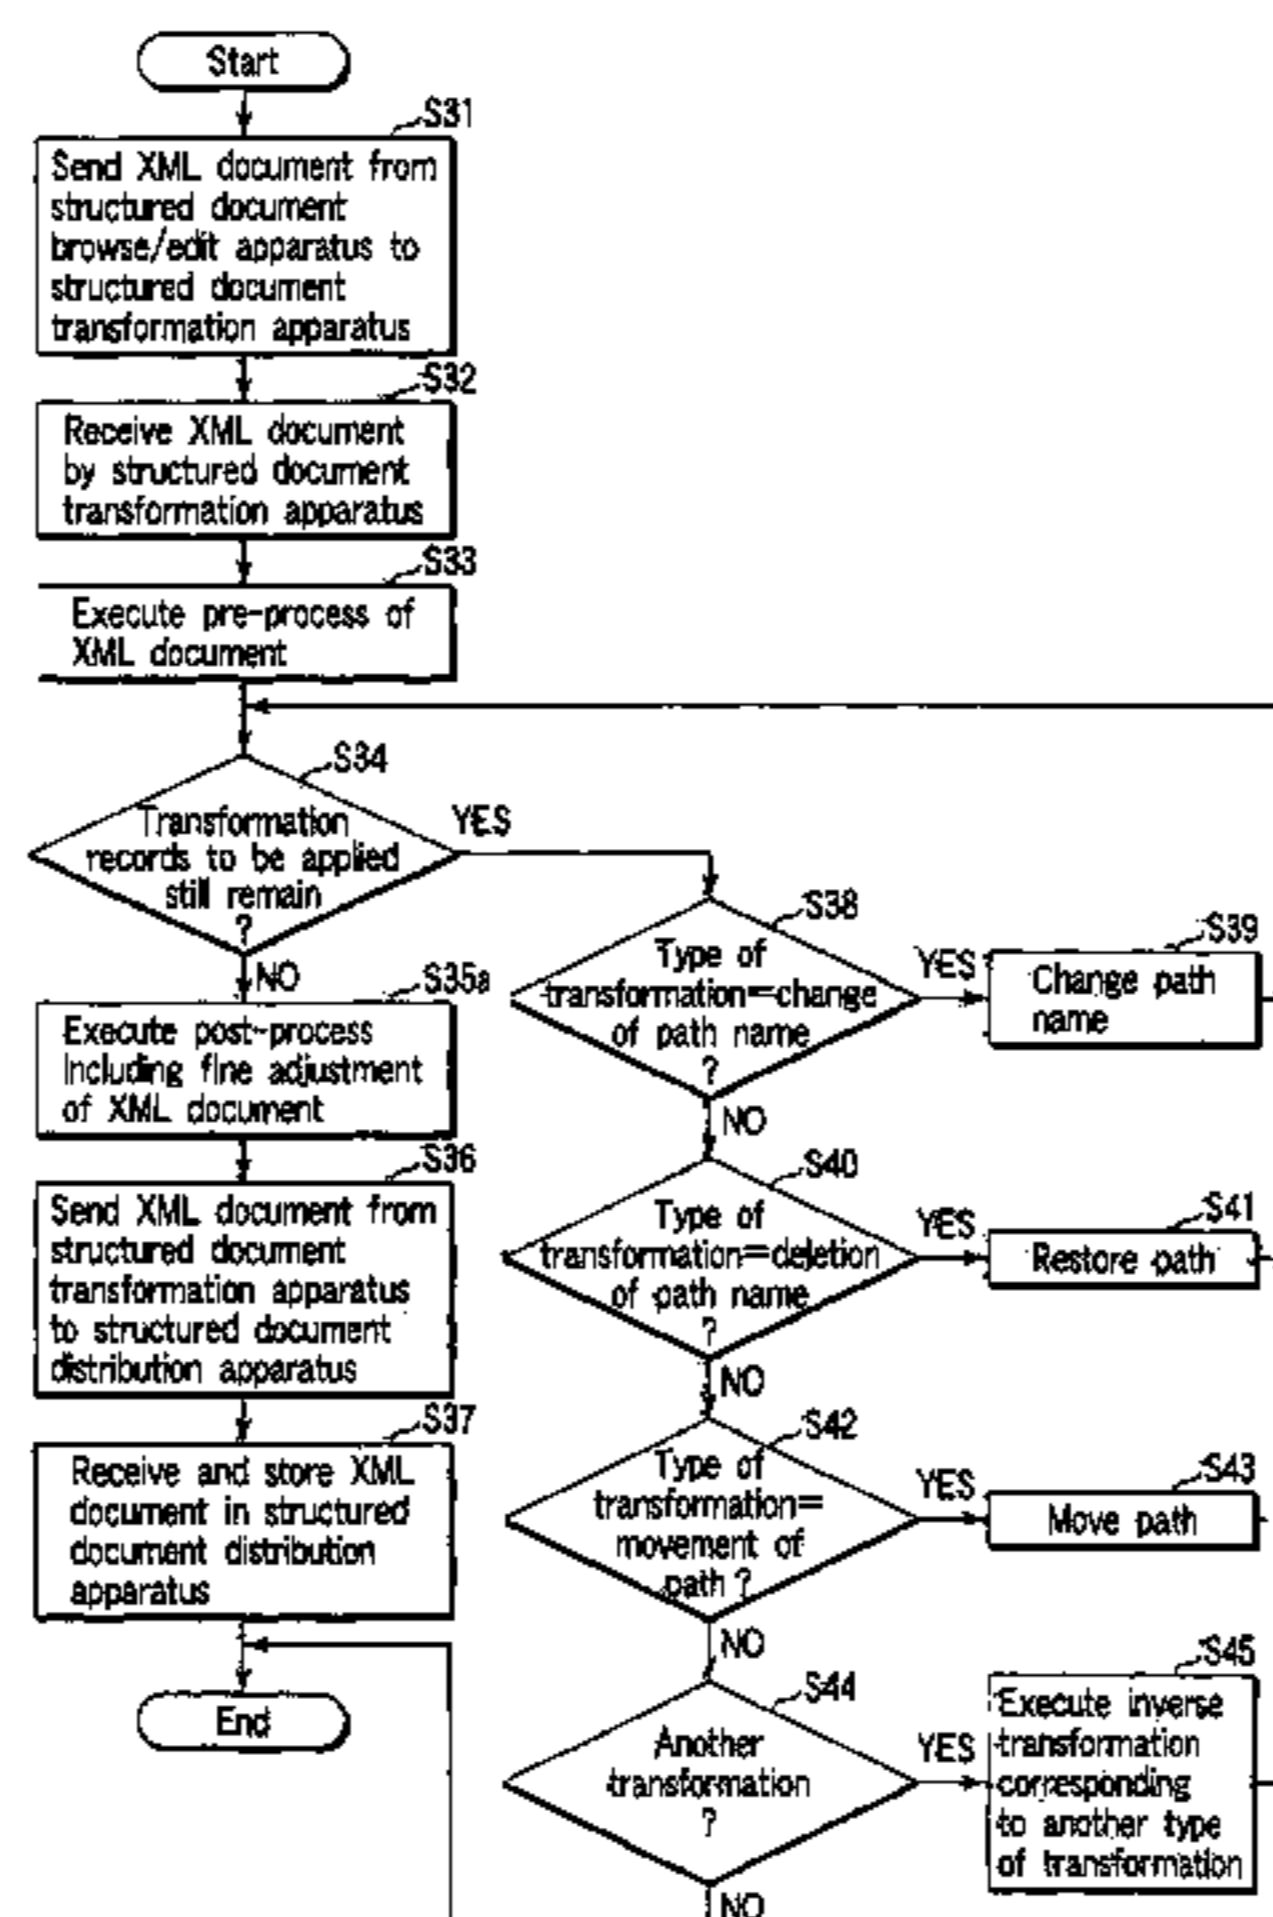 Start
S31
Send XML document from
structured document
browse/edit apparatus to
structured document
transformation apparatus
S32
Receive XML document
by structured document
transformation apparatus
S33
Execute pre-process of
XML document
S34
Transformation
records to be applied
still remain
?
YES
NO
S35a
Execute post-process
including fine adjustment
of XML document
S36
Send XML document from
structured document
transformation apparatus
to structured document
distribution apparatus
S37
Receive and store XML
document in structured
document distribution
apparatus
End
S38
Type of
transformation=change
of path name
?
YES
S39
Change path
name
NO
S40
Type of
transformation=deletion
of path name
?
YES
S41
Restore path
NO
S42
Type of
transformation=
movement of
path ?
YES
S43
Move path
NO
S44
Another
transformation
?
YES
S45
Execute inverse
transformation
corresponding
to another type
of transformation
NO